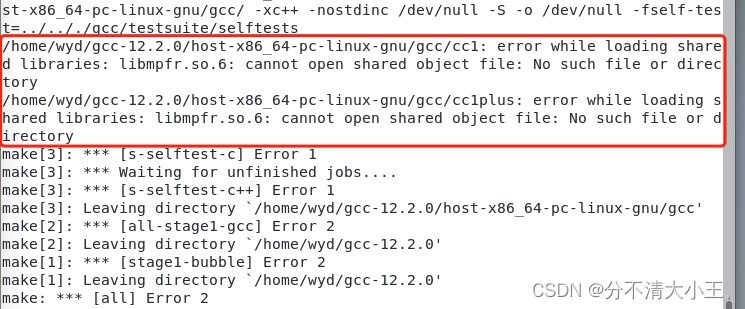 st-x86_64-pc-linux-gnu/gcc/ -xc++ -nostdinc /dev/null -S -o /dev/null -fself-tes
t=../.././gcc/testsuite/selftests
/home/wyd/gcc-12.2.0/host-x86_64-pc-linux-gnu/gcc/cc1: error while loading share
d libraries: libmpfr.so.6: cannot open shared object file: No such file or direc
tory
/home/wyd/gcc-12.2.0/host-x86_64-pc-linux-gnu/gcc/cc1plus: error while loading s
hared libraries: libmpfr.so.6: cannot open shared object file: No such file or d
irectory
make[3]: *** [s-selftest-c] Error 1
make[3]: *** Waiting for unfinished jobs....
make[3]: *** [s-selftest-c++] Error 1
make[3]: Leaving directory `/home/wyd/gcc-12.2.0/host-x86_64-pc-linux-gnu/gcc'
make[2]: *** [all-stage1-gcc] Error 2
make[2]: Leaving directory `/home/wyd/gcc-12.2.0'
make[1]: *** [stage1-bubble] Error 2
make[1]: Leaving directory `/home/wyd/gcc-12.2.0'
make: *** [all] Error 2
CSDN @分不清大小王